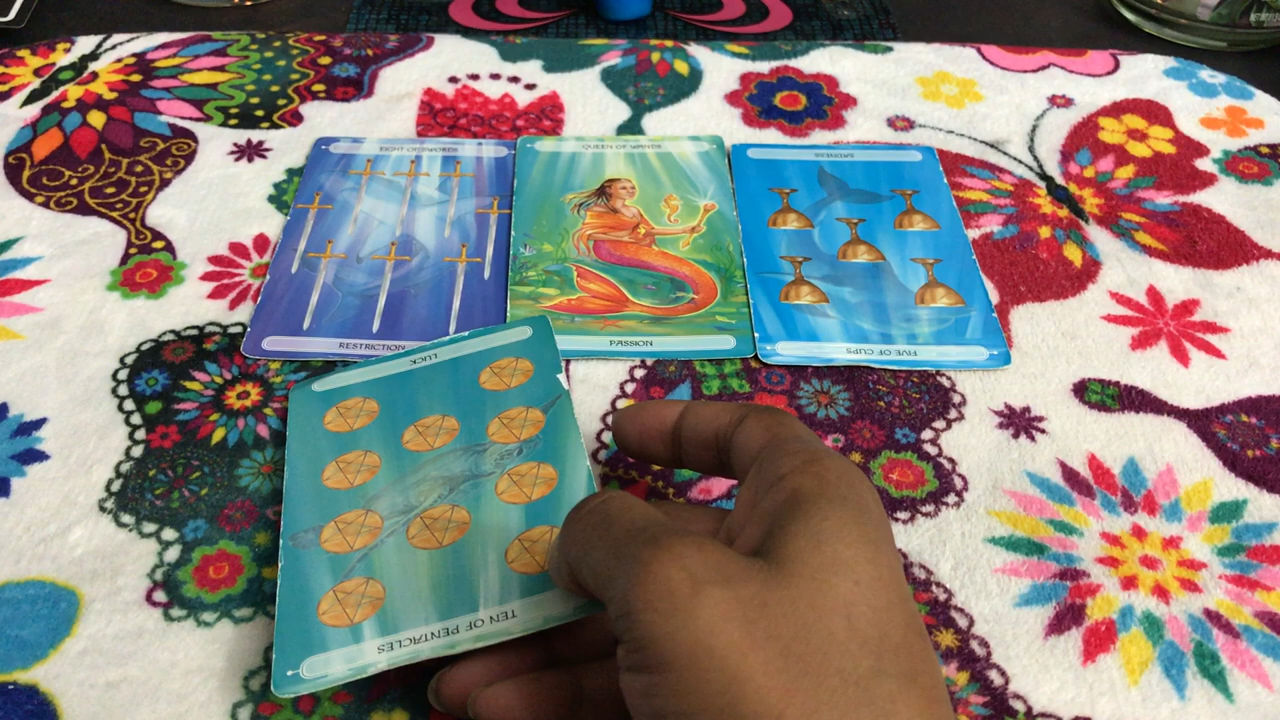 EIGHT OF SWORDS
QUEEN OF WANDS
SADNESS
RESTRICTION
PASSION
FIVE OF CUPS
LUCK
TEN OF PENTACLES